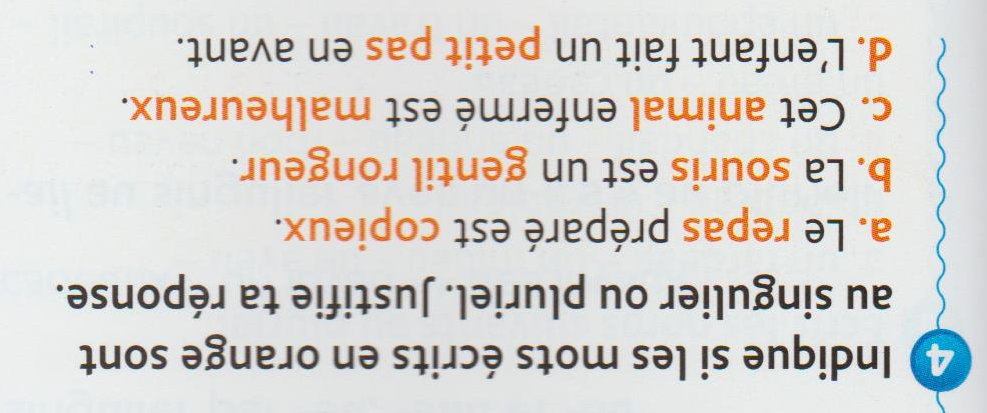 4 Indique si les mots écrits en orange sont
au singulier ou pluriel. Justifie ta réponse.
a. Le repas préparé est copieux.
b. La souris est un gentil rongeur.
c. Cet animal enfermé est malheureux.
d. L'enfant fait un petit pas en avant.